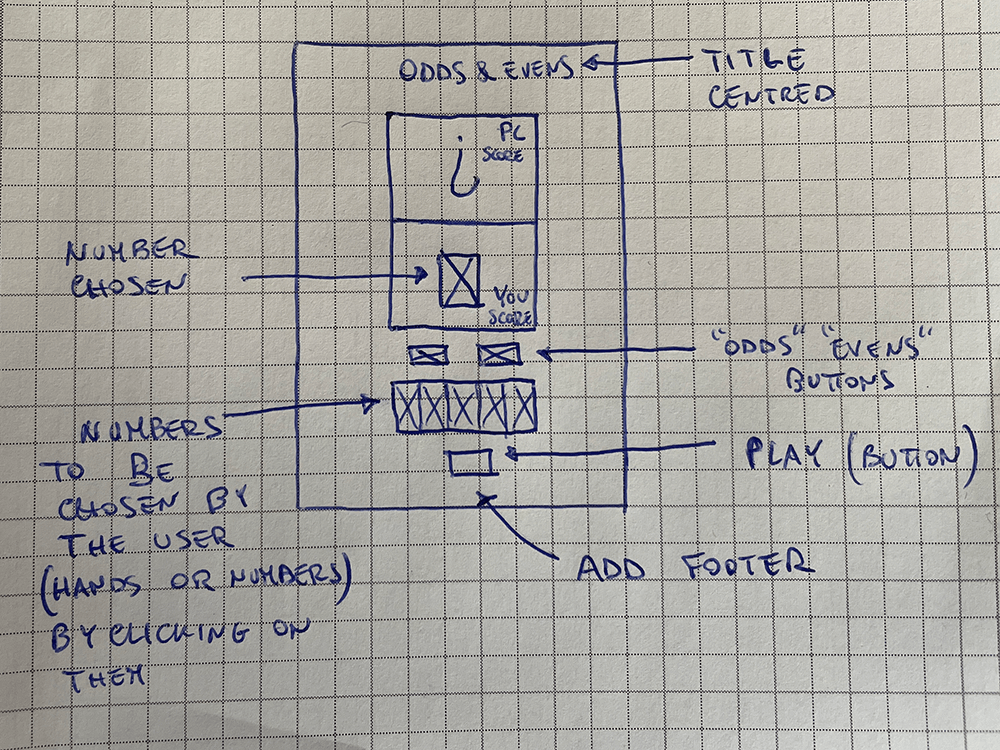 ODDS & EVENS
TITLE
CENTRED
PC
SCORE
¿
NUMBER
CHOSEN
YOU
SCORE
"ODDS" "EVENS"
BUTTONS
NUMBERS
TO BE
CHOSEN BY
THE USER
(HANDS OR NUMBERS)
BY CLICKING ON
THEM
PLAY (BUTTON)
ADD FOOTER